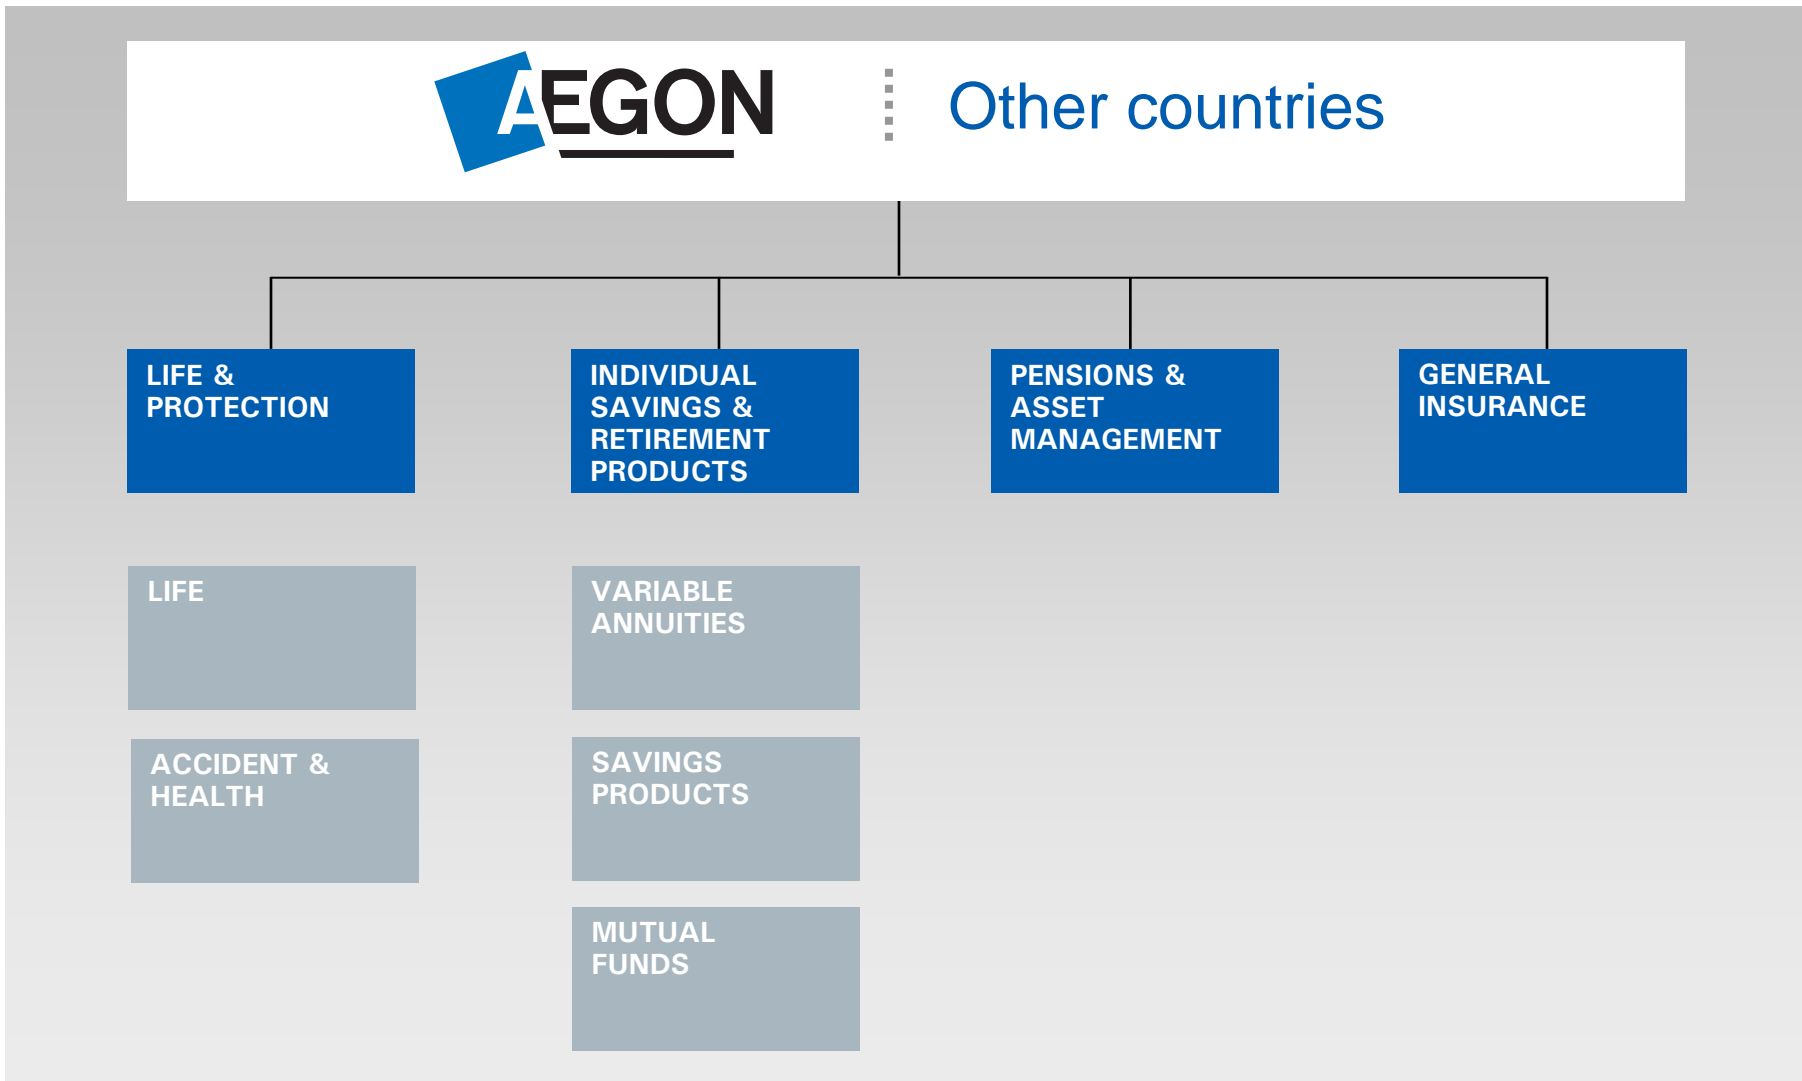 AEGON
Other countries
LIFE &
PROTECTION
INDIVIDUAL
SAVINGS &
RETIREMENT
PRODUCTS
PENSIONS &
ASSET
MANAGEMENT
GENERAL
INSURANCE
LIFE
VARIABLE
ANNUITIES
ACCIDENT &
HEALTH
SAVINGS
PRODUCTS
MUTUAL
FUNDS